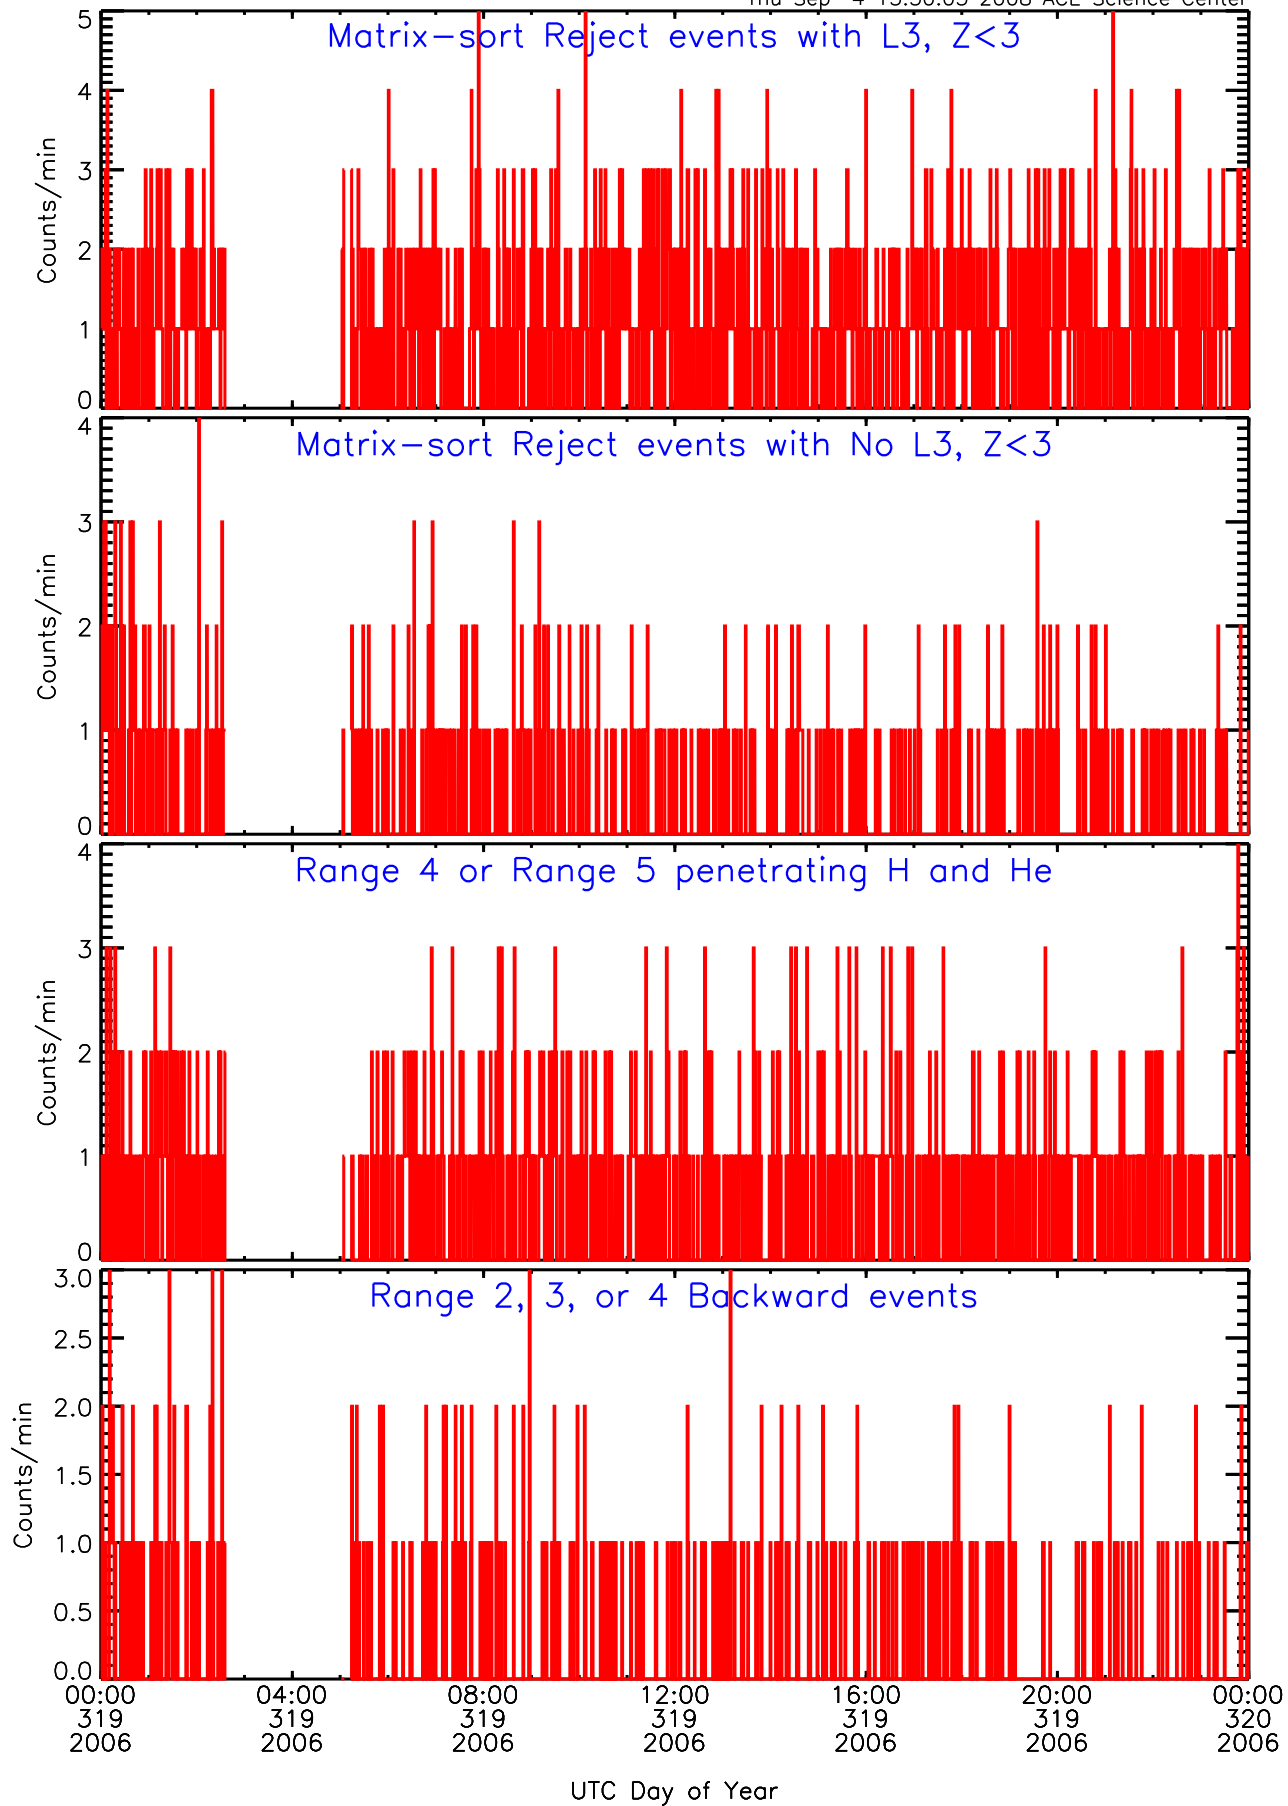 Matrix-sort Reject events with L3, Z<3
5
4
3
2
1
0
Counts/min
Matrix-sort Reject events with No L3, Z<3
4
3
2
1
0
Counts/min
Range 4 or Range 5 penetrating H and He
4
3
2
1
0
Counts/min
Range 2, 3, or 4 Backward events
3.0
2.5
2.0
1.5
1.0
0.5
0.0
Counts/min
00:00 04:00 08:00 12:00 16:00 20:00 00:00
319 319 319 319 319 319 320
2006 2006 2006 2006 2006 2006 2006
UTC Day of Year